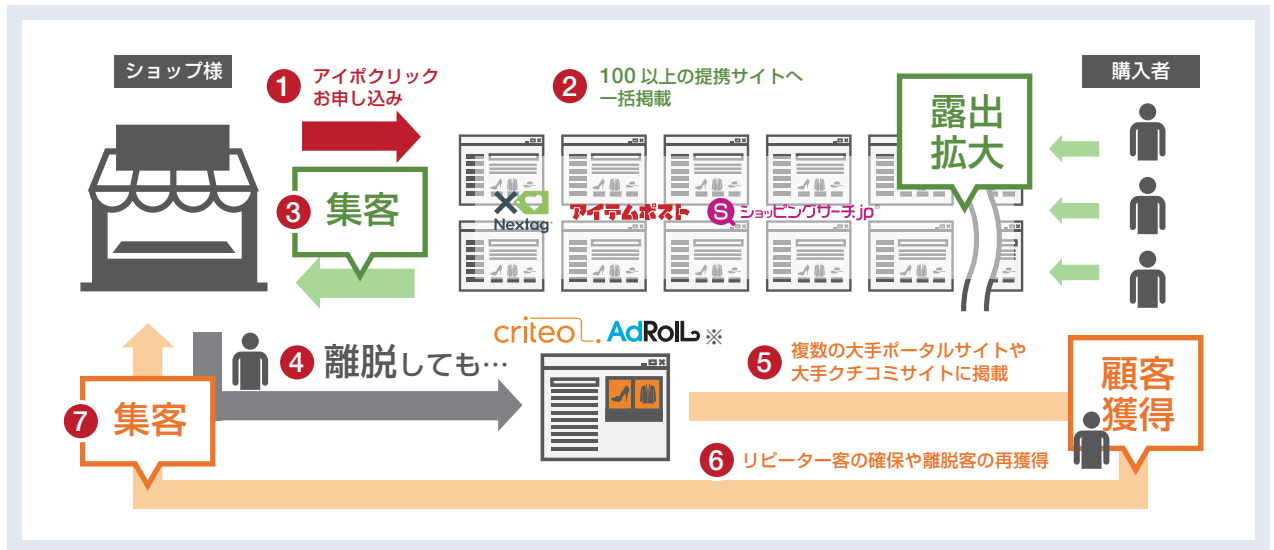 ショップ様
1
アイポクリック
お申し込み
2
100 以上の提携サイトへ
一括掲載
露出
拡大
購入者
3
集客
Nextag
アイテムポスト
S ショッピングサーチ.jp
criteo. AdRoll ※
4 離脱しても…
5
複数の大手ポータルサイトや
大手クチコミサイトに掲載
顧客
獲得
7 集客
6 リピーター客の確保や離脱客の再獲得